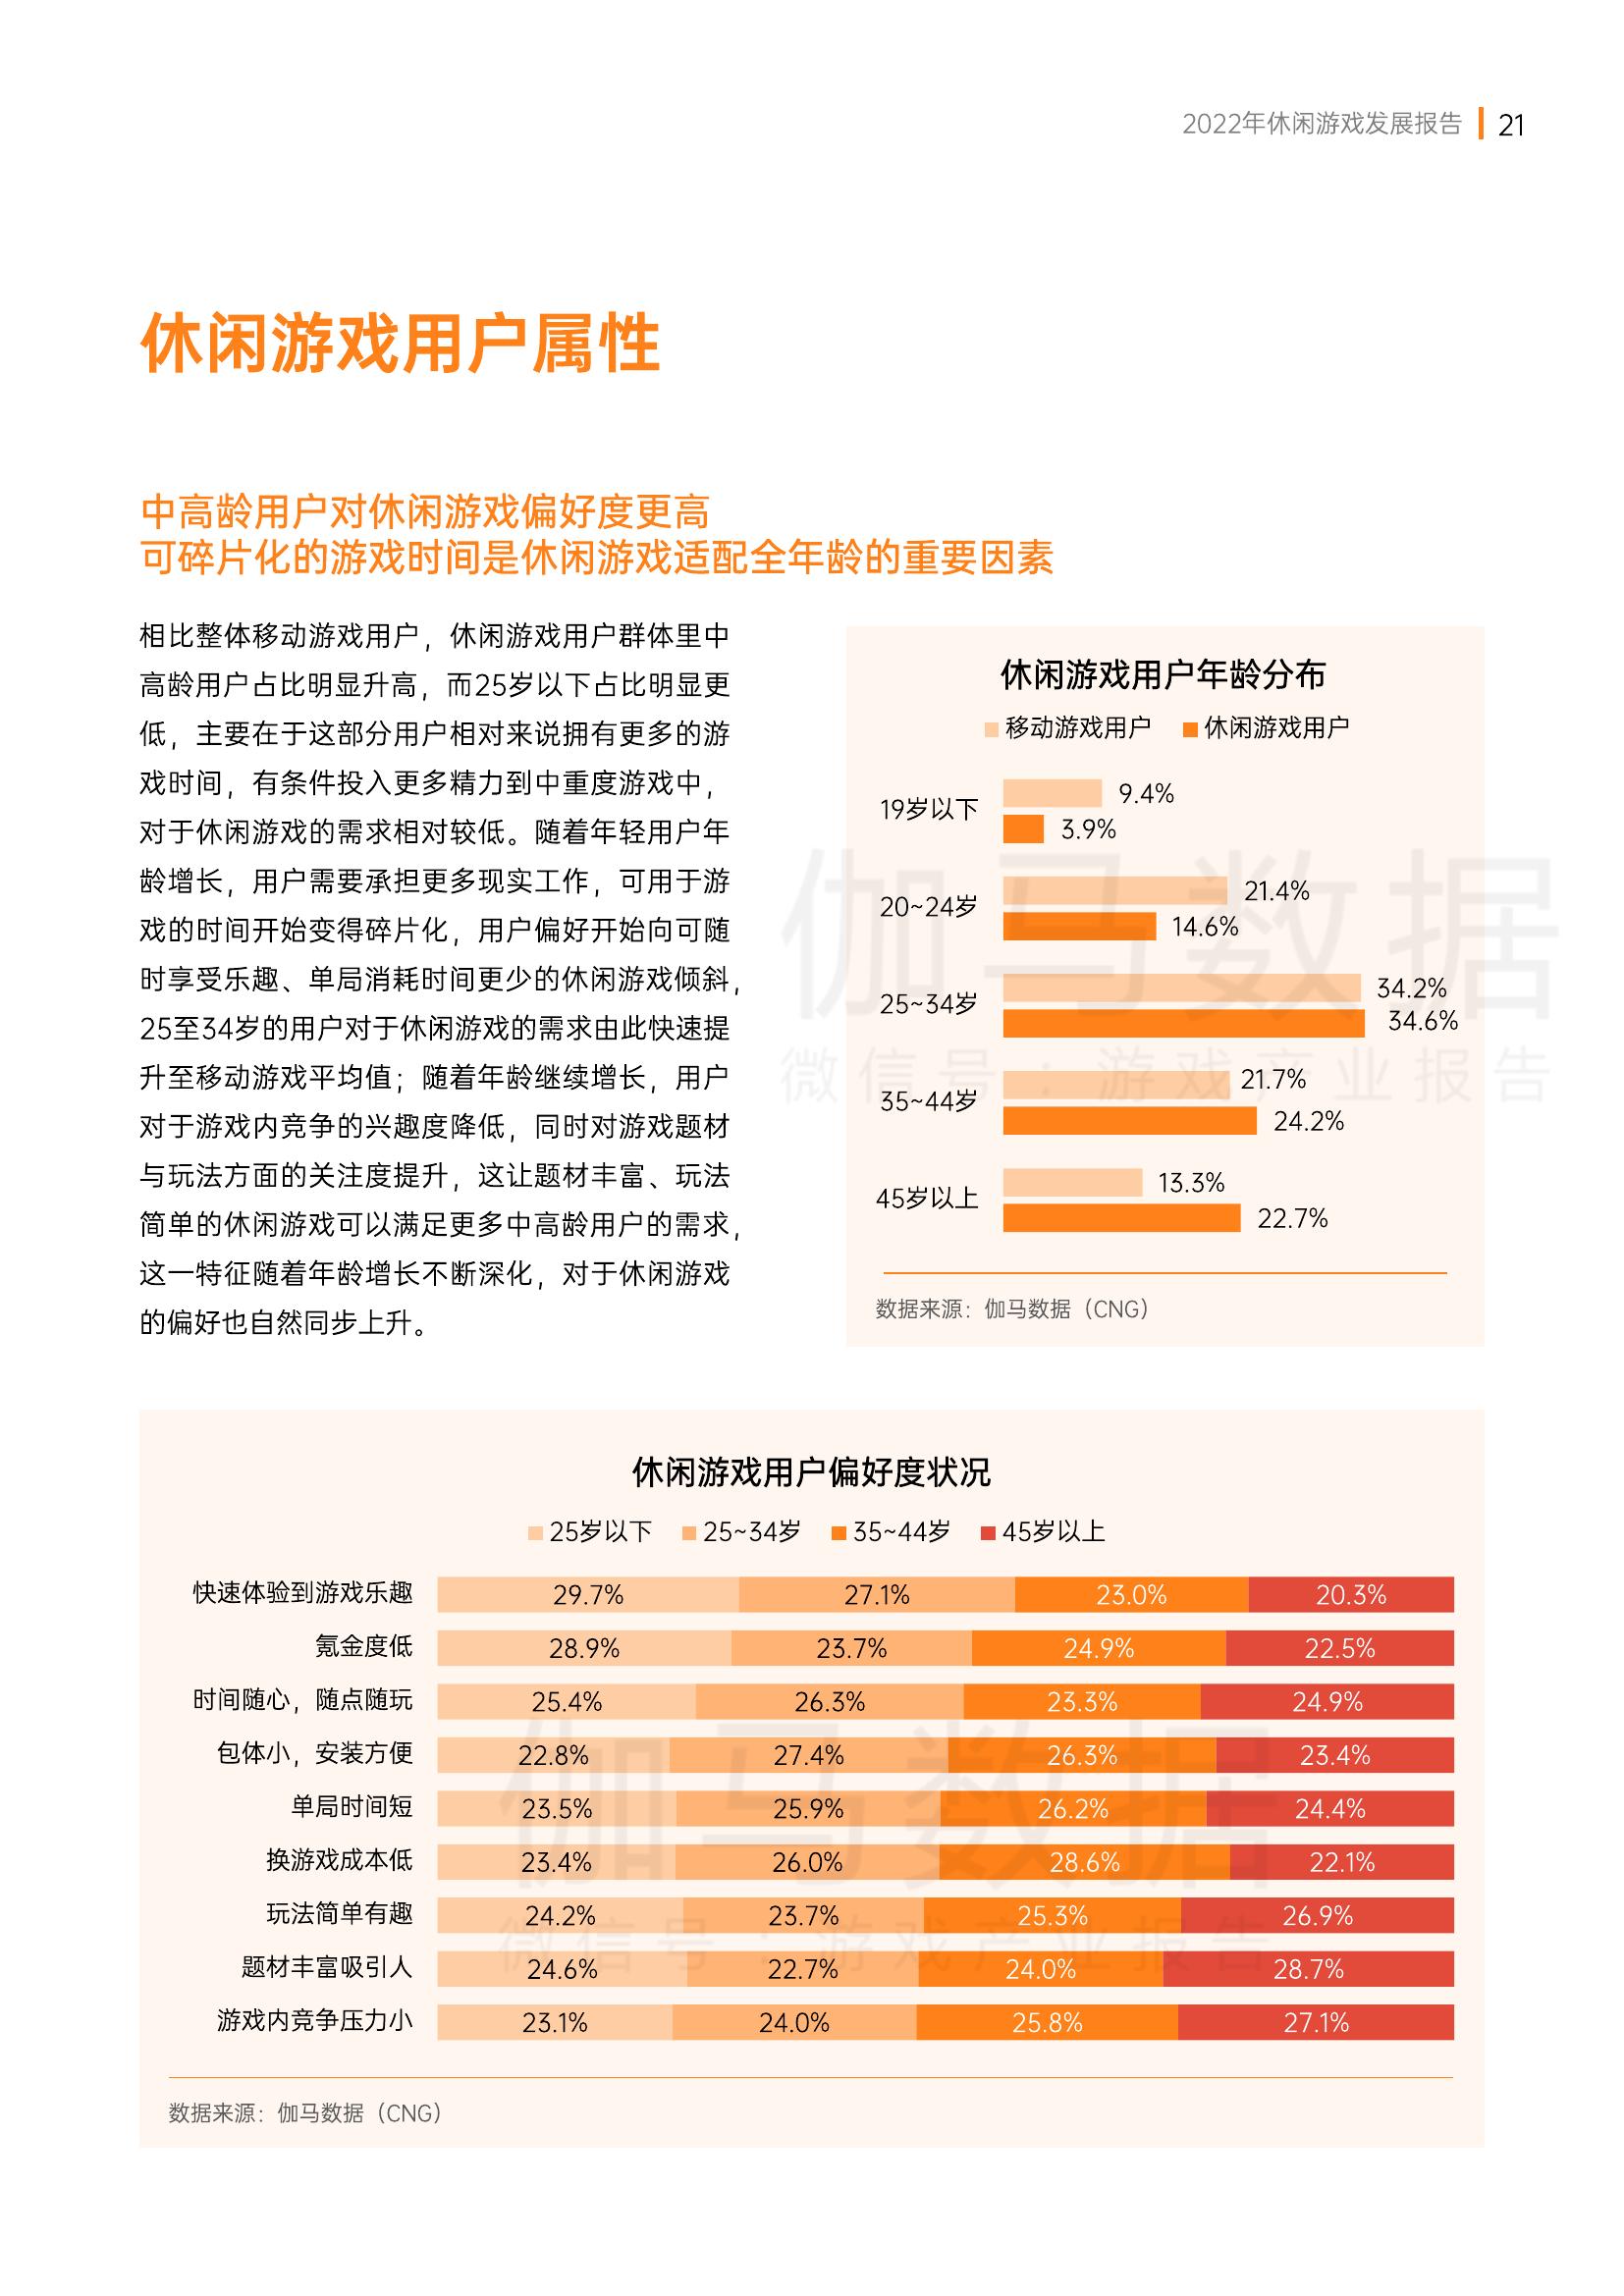 2022年休闲游戏发展报告 21
休闲游戏用户属性
中高龄用户对休闲游戏偏好度更高
可碎片化的游戏时间是休闲游戏适配全年龄的重要因素
相比整体移动游戏用户，休闲游戏用户群体里中
高龄用户占比明显升高，而25岁以下占比明显更
低，主要在于这部分用户相对来说拥有更多的游
戏时间，有条件投入更多精力到中重度游戏中，
对于休闲游戏的需求相对较低。随着年轻用户年
龄增长，用户需要承担更多现实工作，可用于游
戏的时间开始变得碎片化，用户偏好开始向可随
时享受乐趣、单局消耗时间更少的休闲游戏倾斜，
25至34岁的用户对于休闲游戏的需求由此快速提
升至移动游戏平均值；随着年龄继续增长，用户
对于游戏内竞争的兴趣度降低，同时对游戏题材
与玩法方面的关注度提升，这让题材丰富、玩法
简单的休闲游戏可以满足更多中高龄用户的需求，
这一特征随着年龄增长不断深化，对于休闲游戏
的偏好也自然同步上升。
休闲游戏用户年龄分布
移动游戏用户 休闲游戏用户
19岁以下 9.4% 3.9%
20~24岁 21.4% 14.6%
25~34岁 34.2% 34.6%
35~44岁 21.7% 24.2%
45岁以上 13.3% 22.7%
数据来源：伽马数据（CNG）
伽马数据
微信号：游戏产业报告
休闲游戏用户偏好度状况
25岁以下 25~34岁 35~44岁 45岁以上
快速体验到游戏乐趣 29.7% 27.1% 23.0% 20.3%
氪金度低 28.9% 23.7% 24.9% 22.5%
时间随心，随点随玩 25.4% 26.3% 23.3% 24.9%
包体小，安装方便 22.8% 27.4% 26.3% 23.4%
单局时间短 23.5% 25.9% 26.2% 24.4%
换游戏成本低 23.4% 26.0% 28.6% 22.1%
玩法简单有趣 24.2% 23.7% 25.3% 26.9%
题材丰富吸引人 24.6% 22.7% 24.0% 28.7%
游戏内竞争压力小 23.1% 24.0% 25.8% 27.1%
伽马数据
微信号：游戏产业报告
数据来源：伽马数据（CNG）